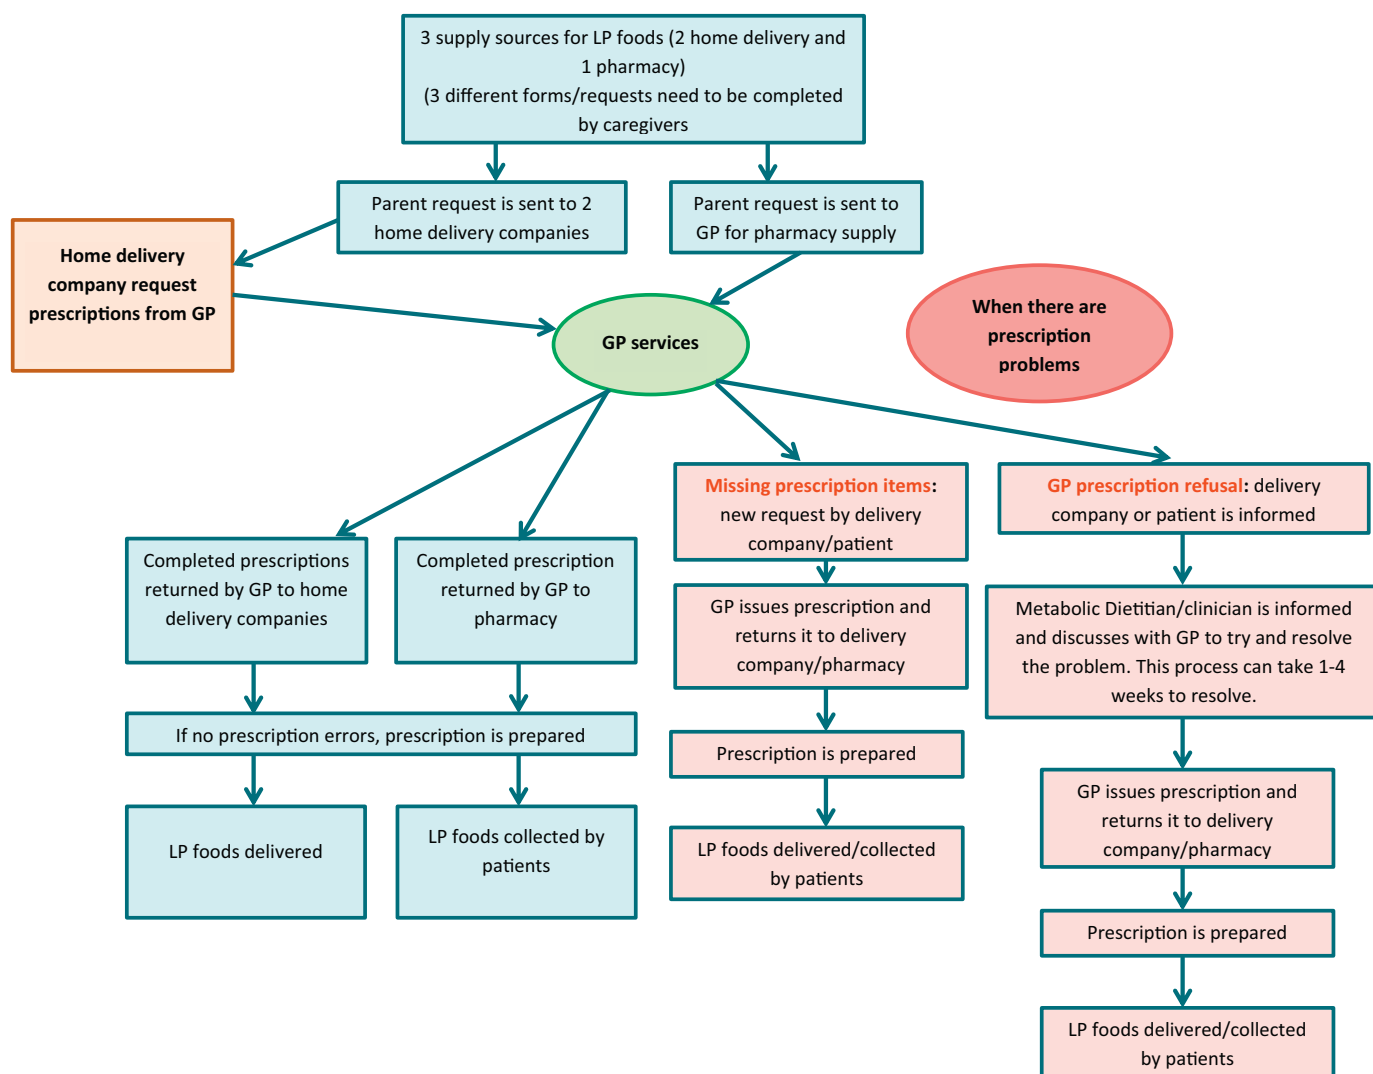 3 supply sources for LP foods (2 home delivery and
1 pharmacy)
(3 different forms/requests need to be completed
by caregivers
Parent request is sent to 2
home delivery companies
Parent request is sent to
GP for pharmacy supply
Home delivery
company request
prescriptions from GP
GP services
When there are
prescription
problems
Completed prescriptions
returned by GP to home
delivery companies
Completed prescription
returned by GP to
pharmacy
If no prescription errors, prescription is prepared
LP foods delivered
LP foods collected by
patients
Missing prescription items:
new request by delivery
company/patient
GP issues prescription and
returns it to delivery
company/pharmacy
Prescription is prepared
LP foods delivered/collected
by patients
GP prescription refusal: delivery
company or patient is informed
Metabolic Dietitian/clinician is informed
and discusses with GP to try and resolve
the problem. This process can take 1-4
weeks to resolve.
GP issues prescription and
returns it to delivery
company/pharmacy
Prescription is prepared
LP foods delivered/collected
by patients